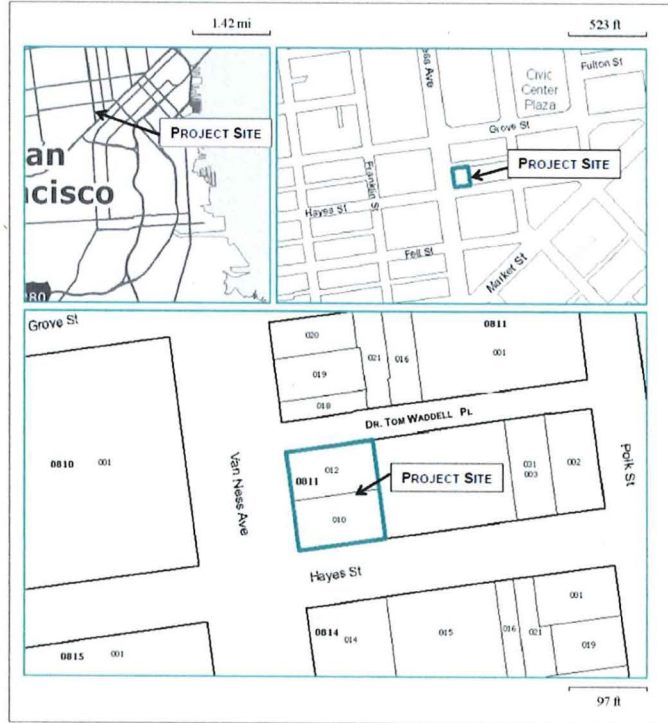 1.42 mi
523 ft
PROJECT SITE
an
cisco
80
ess Ave
Civic
Center
Plaza
Fulton St
Grove St
PROJECT SITE
Franklin St
Hayes St
Fell St
Market St
Grove St
020
0811
021
016
001
019
018
DR. TOM WADDELL PL
0810
001
Van Ness Ave
012
0811
PROJECT SITE
010
031
003
002
Polk St
Hayes St
0814
014
015
016
021
001
019
0815
001
97 ft